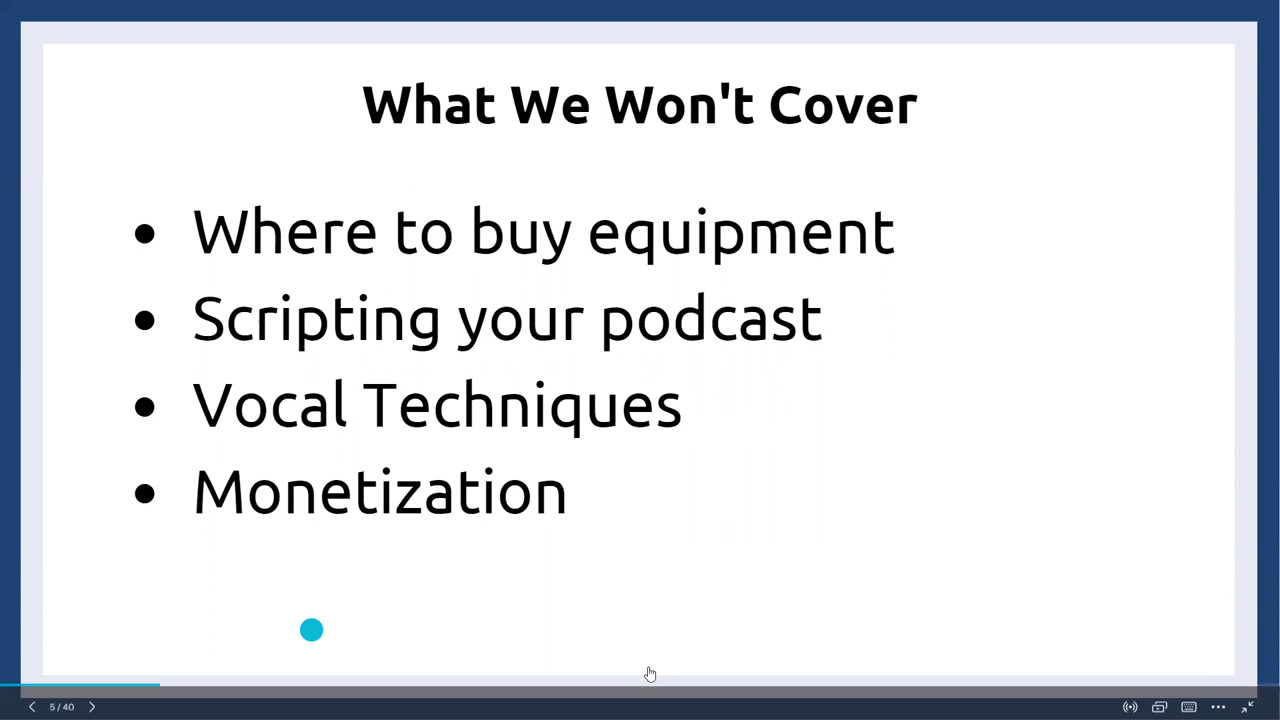 What We Won't Cover
• Where to buy equipment
• Scripting your podcast
• Vocal Techniques
• Monetization
5 / 40